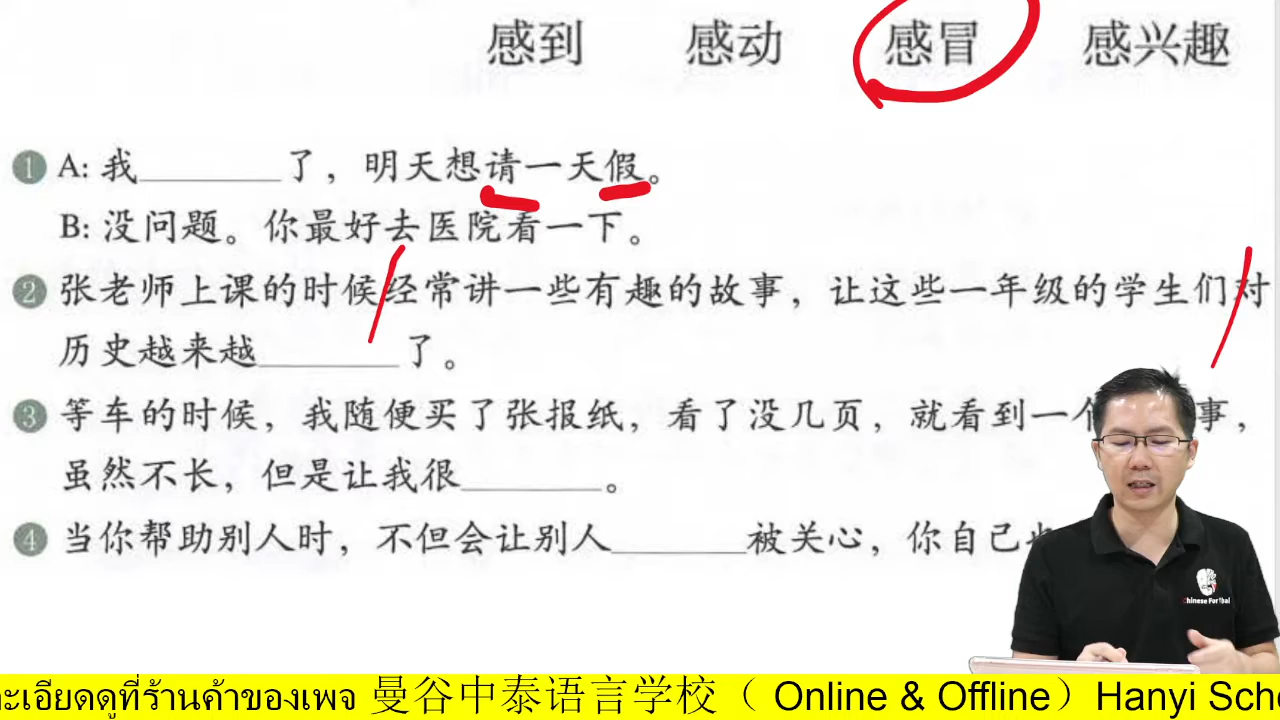 感到 感动 感冒 感兴趣
1 A: 我________了，明天想请一天假。
B: 没问题。你最好去医院看一下。
2 张老师上课的时候经常讲一些有趣的故事，让这些一年级的学生们对
历史越来越________了。
3 等车的时候，我随便买了张报纸，看了没几页，就看到一个 事，
虽然不长，但是让我很________。
4 当你帮助别人时，不但会让别人________被关心，你自己也
Chinese For Thai
ะเอียดดูที่ร้านค้าของเพจ 曼谷中泰语言学校（ Online & Offline）Hanyi Scho